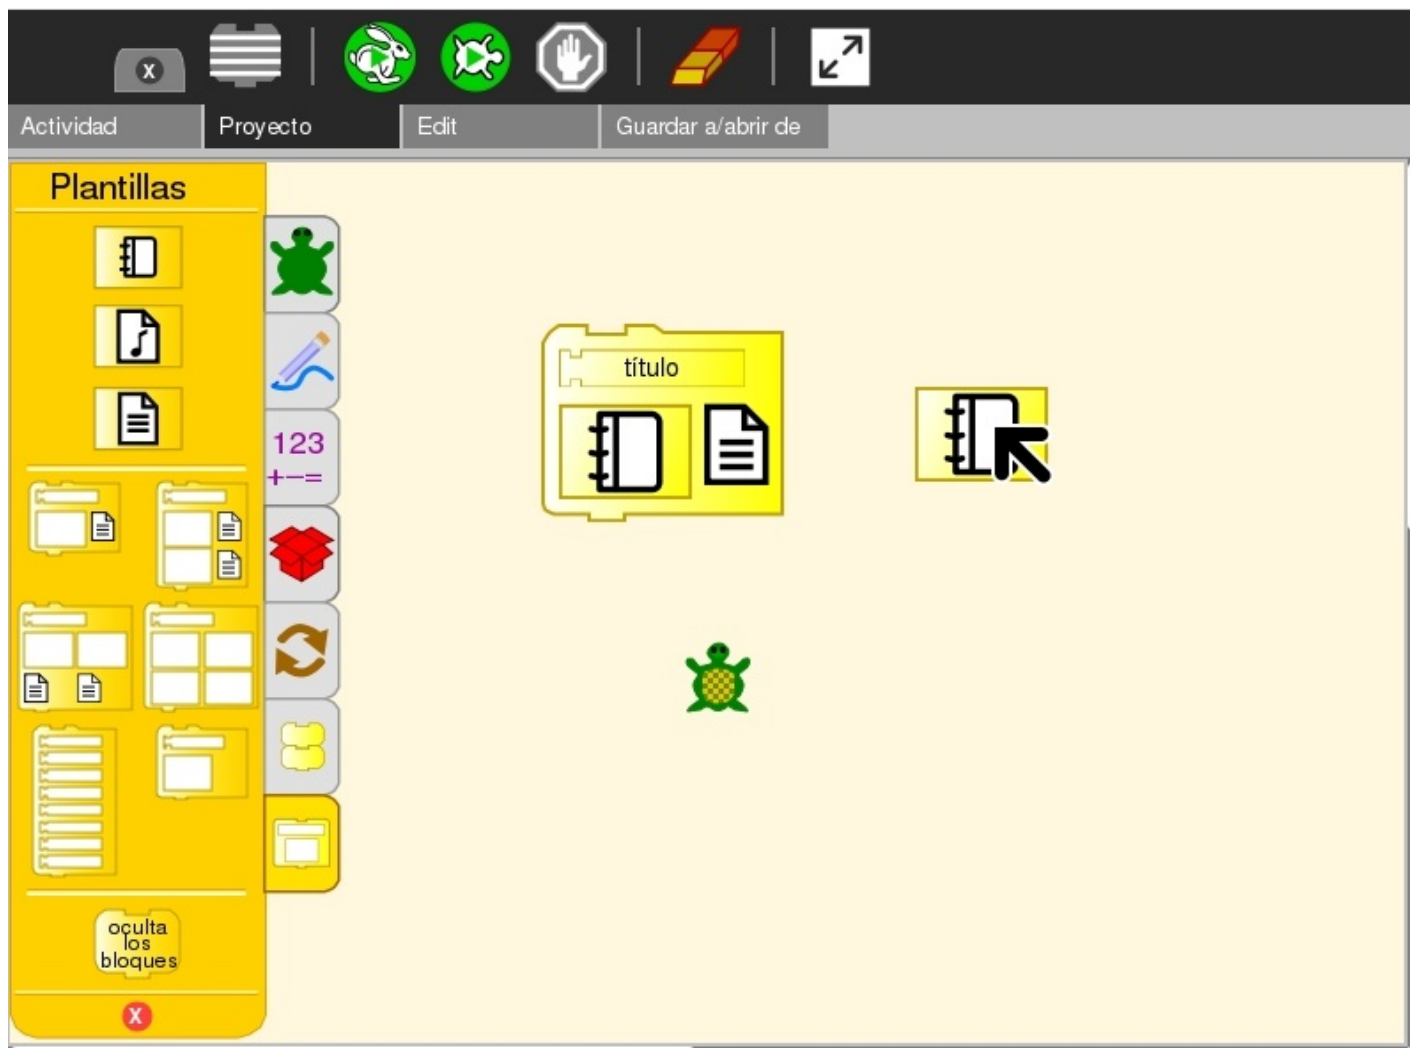 X
Actividad
Proyecto
Edit
Guardar a/abrir de
Plantillas
123
+−=
título
oculta
los
bloques
X